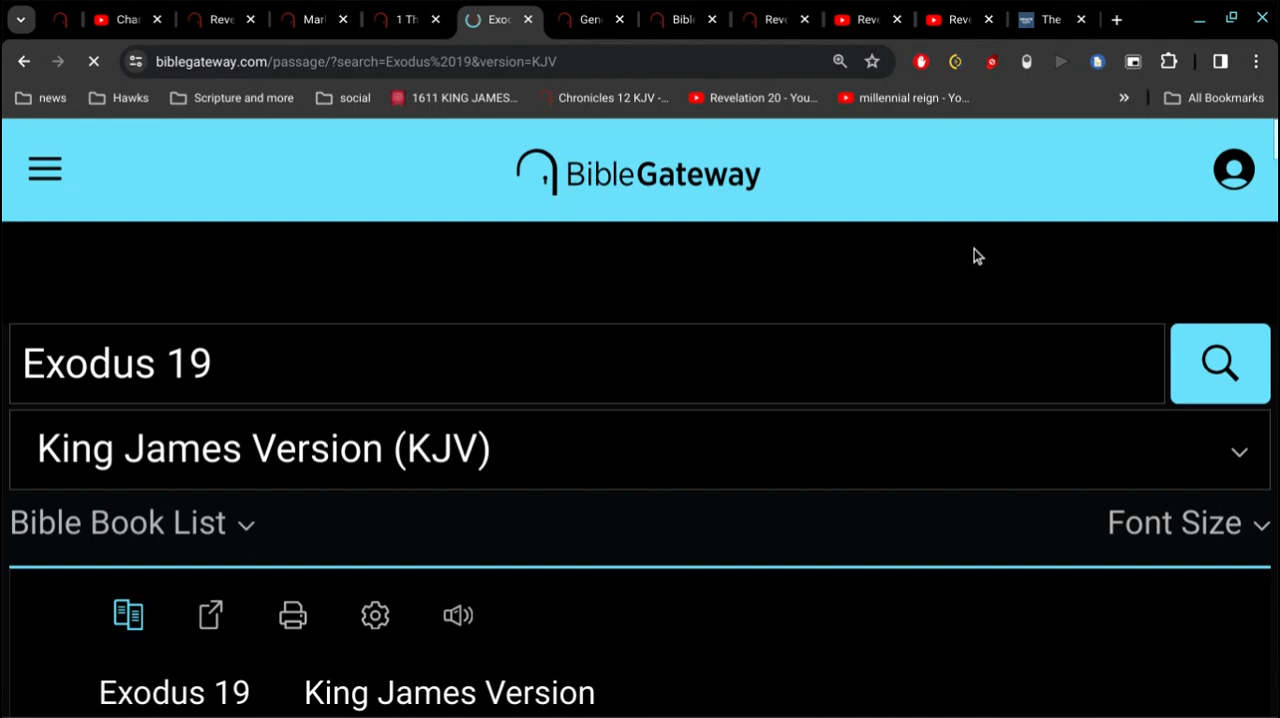 Cha Reve Mar 1 Th Exo Gen Bibl Reve Reve Reve The
biblegateway.com/passage/?search=Exodus%2019&version=KJV
news Hawks Scripture and more social 1611 KING JAMES... Chronicles 12 KJV -... Revelation 20 - You... millennial reign - Yo... » All Bookmarks
BibleGateway
Exodus 19
King James Version (KJV)
Bible Book List Font Size
Exodus 19 King James Version